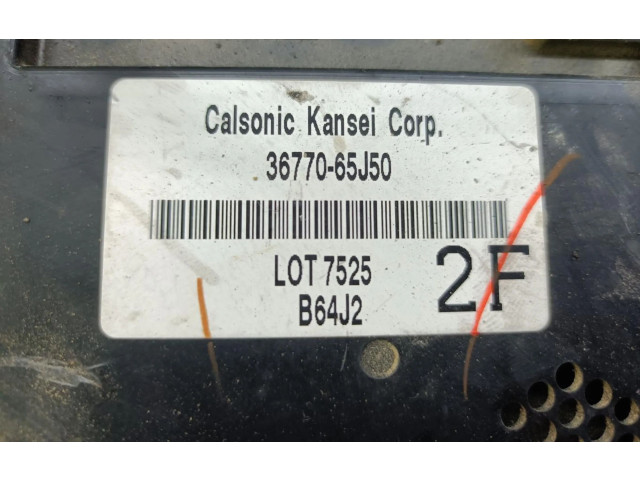 Calsonic Kansei Corp.
36770-65J50
LOT 7525
B64J2
2F